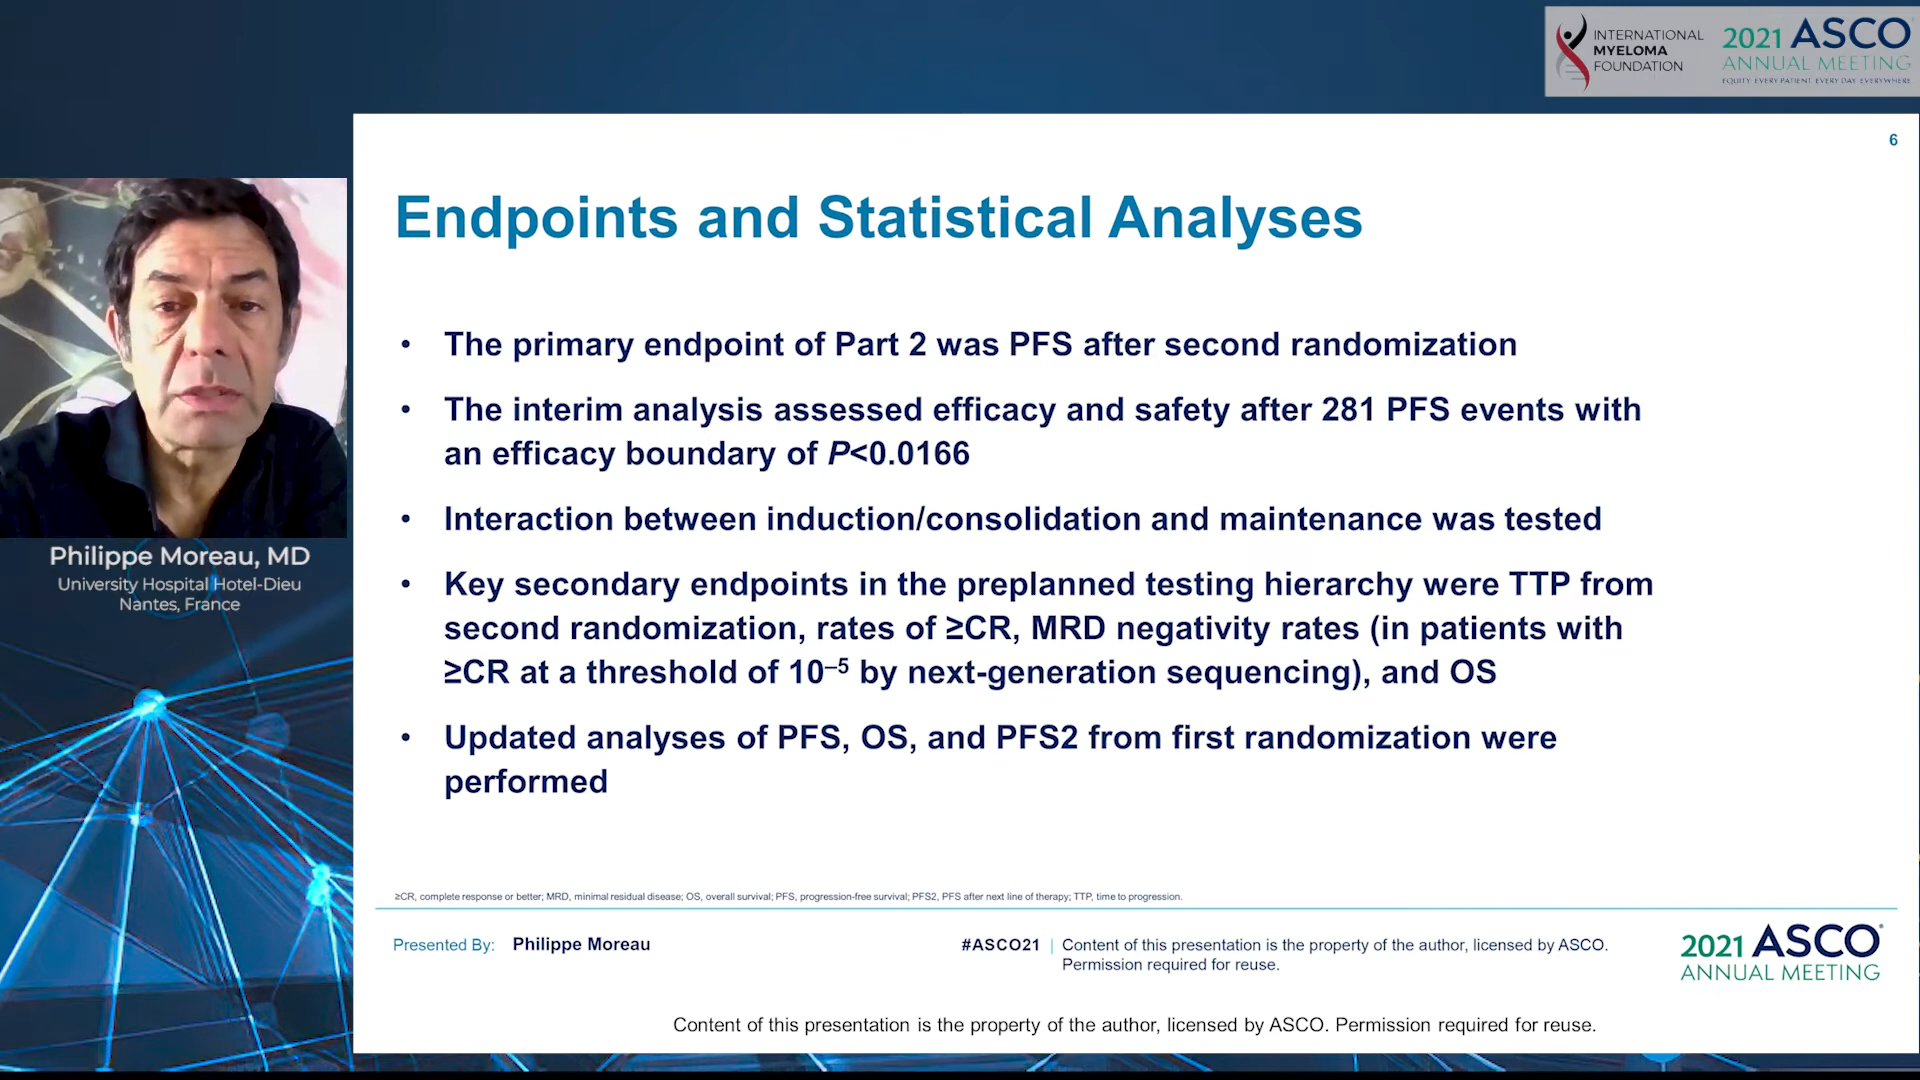 INTERNATIONAL
MYELOMA
FOUNDATION
2021 ASCO
ANNUAL MEETING
EQUITY: EVERY PATIENT. EVERY DAY. EVERYWHERE.
6
Endpoints and Statistical Analyses
• The primary endpoint of Part 2 was PFS after second randomization
• The interim analysis assessed efficacy and safety after 281 PFS events with
an efficacy boundary of P<0.0166
• Interaction between induction/consolidation and maintenance was tested
• Key secondary endpoints in the preplanned testing hierarchy were TTP from
second randomization, rates of ≥CR, MRD negativity rates (in patients with
≥CR at a threshold of 10⁻⁵ by next-generation sequencing), and OS
• Updated analyses of PFS, OS, and PFS2 from first randomization were
performed
Philippe Moreau, MD
University Hospital Hotel-Dieu
Nantes, France
≥CR, complete response or better; MRD, minimal residual disease; OS, overall survival; PFS, progression-free survival; PFS2, PFS after next line of therapy; TTP, time to progression.
Presented By: Philippe Moreau
#ASCO21 | Content of this presentation is the property of the author, licensed by ASCO.
Permission required for reuse.
2021 ASCO®
ANNUAL MEETING
Content of this presentation is the property of the author, licensed by ASCO. Permission required for reuse.